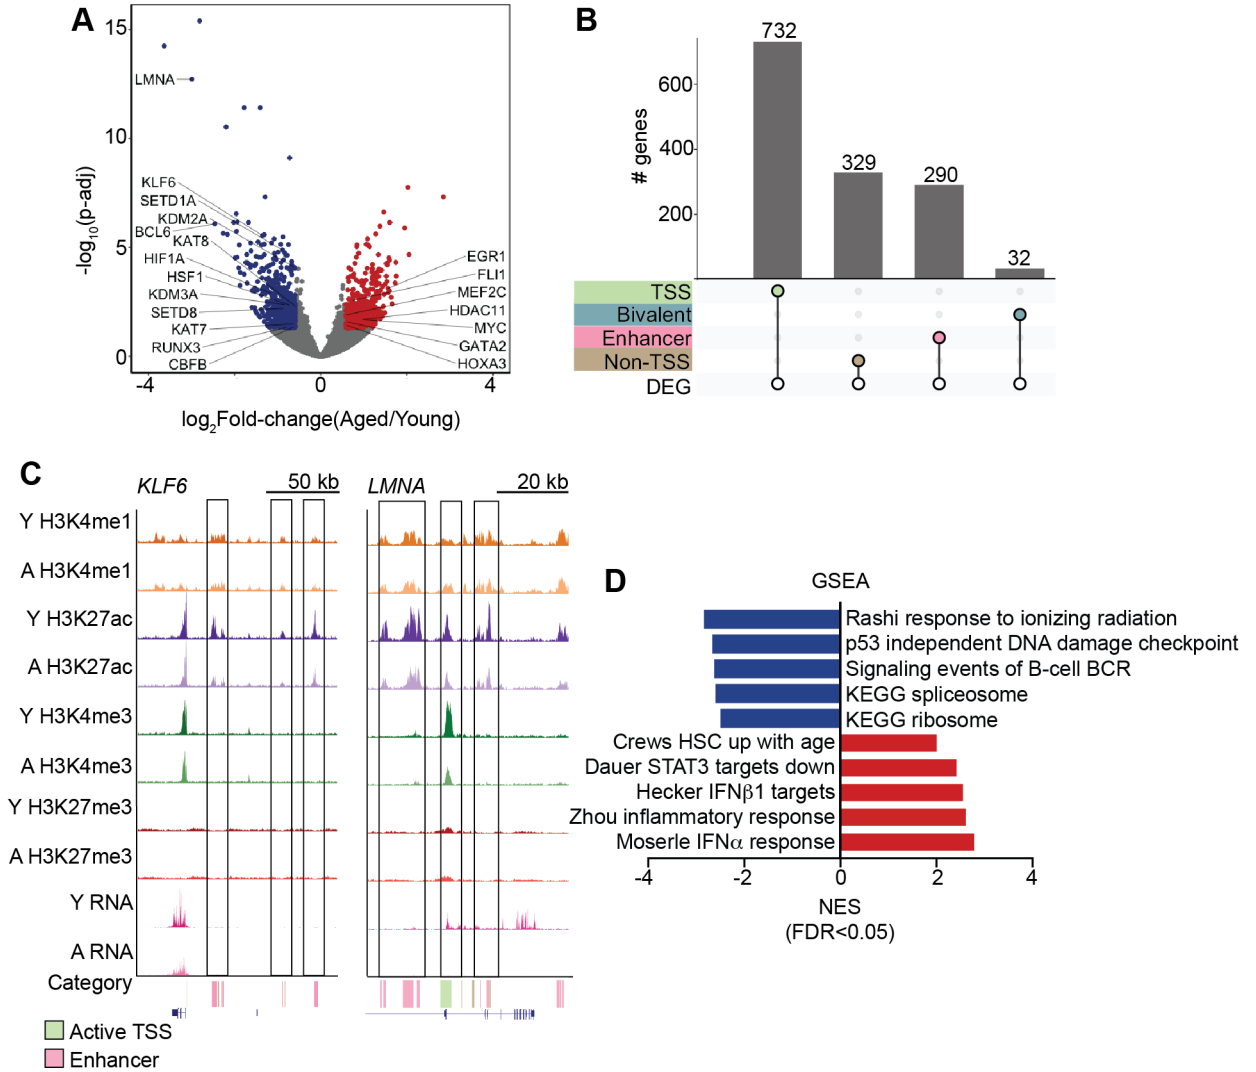 A
15
10
5
0
-log10(p-adj)
LMNA
KLF6
SETD1A
KDM2A
BCL6
KAT8
HIF1A
HSF1
KDM3A
SETD8
KAT7
RUNX3
CBFB
EGR1
FLI1
MEF2C
HDAC11
MYC
GATA2
HOXA3
-4 0 4
log2Fold-change(Aged/Young)
B
# genes
600
400
200
732
329
290
32
TSS
Bivalent
Enhancer
Non-TSS
DEG
C
KLF6 50 kb
LMNA 20 kb
Y H3K4me1
A H3K4me1
Y H3K27ac
A H3K27ac
Y H3K4me3
A H3K4me3
Y H3K27me3
A H3K27me3
Y RNA
A RNA
Category
Active TSS
Enhancer
D
GSEA
Rashi response to ionizing radiation
p53 independent DNA damage checkpoint
Signaling events of B-cell BCR
KEGG spliceosome
KEGG ribosome
Crews HSC up with age
Dauer STAT3 targets down
Hecker IFNβ1 targets
Zhou inflammatory response
Moserle IFNα response
-4 -2 0 2 4
NES
(FDR<0.05)